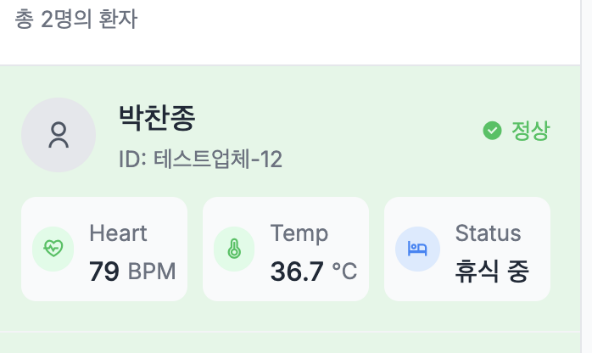 총 2명의 환자
박찬종
정상
ID: 테스트업체-12
Heart
79 BPM
Temp
36.7 °C
Status
휴식 중